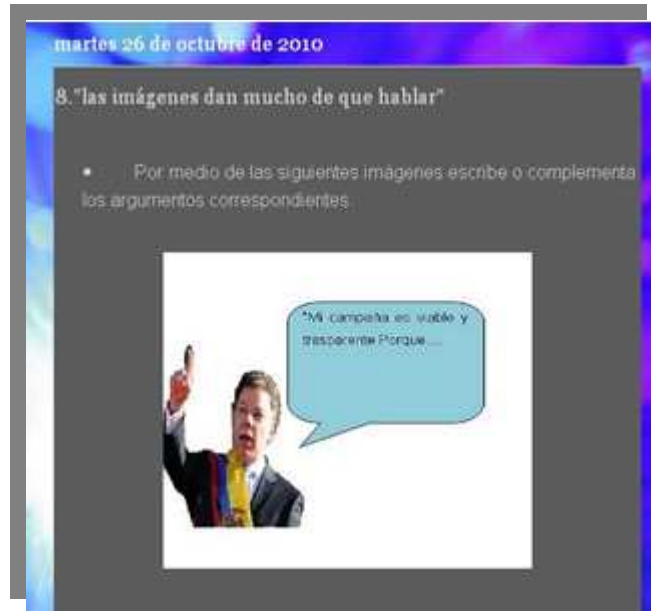 martes 26 de octubre de 2010
8."las imágenes dan mucho de que hablar"
• Por medio de las siguientes imágenes escribe o complementa
los argumentos correspondientes.
"Mi campaña es viable y
trasparente Porque....